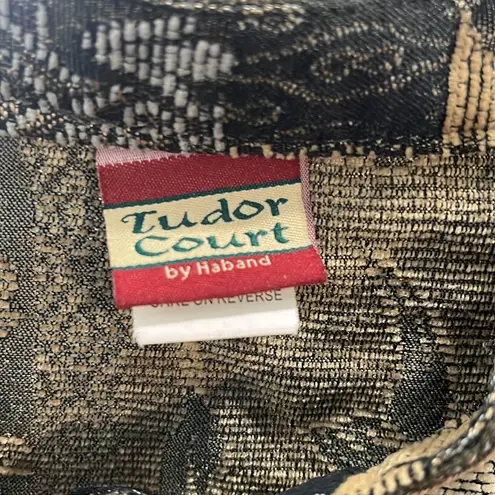 Tudor
Court
by Haband
CARE ON REVERSE